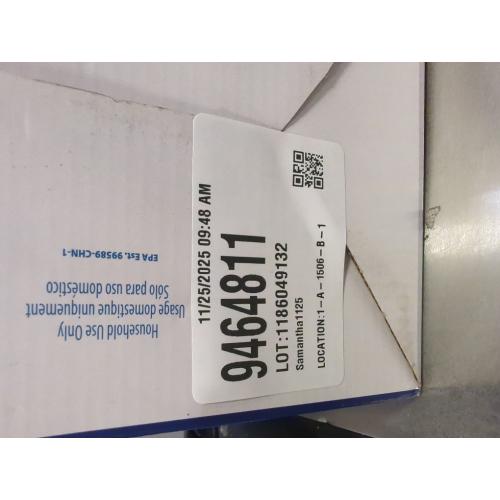 11/25/2025 09:48 AM
9464811
LOT:1186049132
Samantha1125
LOCATION:1-A-1506-B-1
Household Use Only
Usage domestique uniquement
Sólo para uso doméstico
EPA Est. 99589-CHN-1